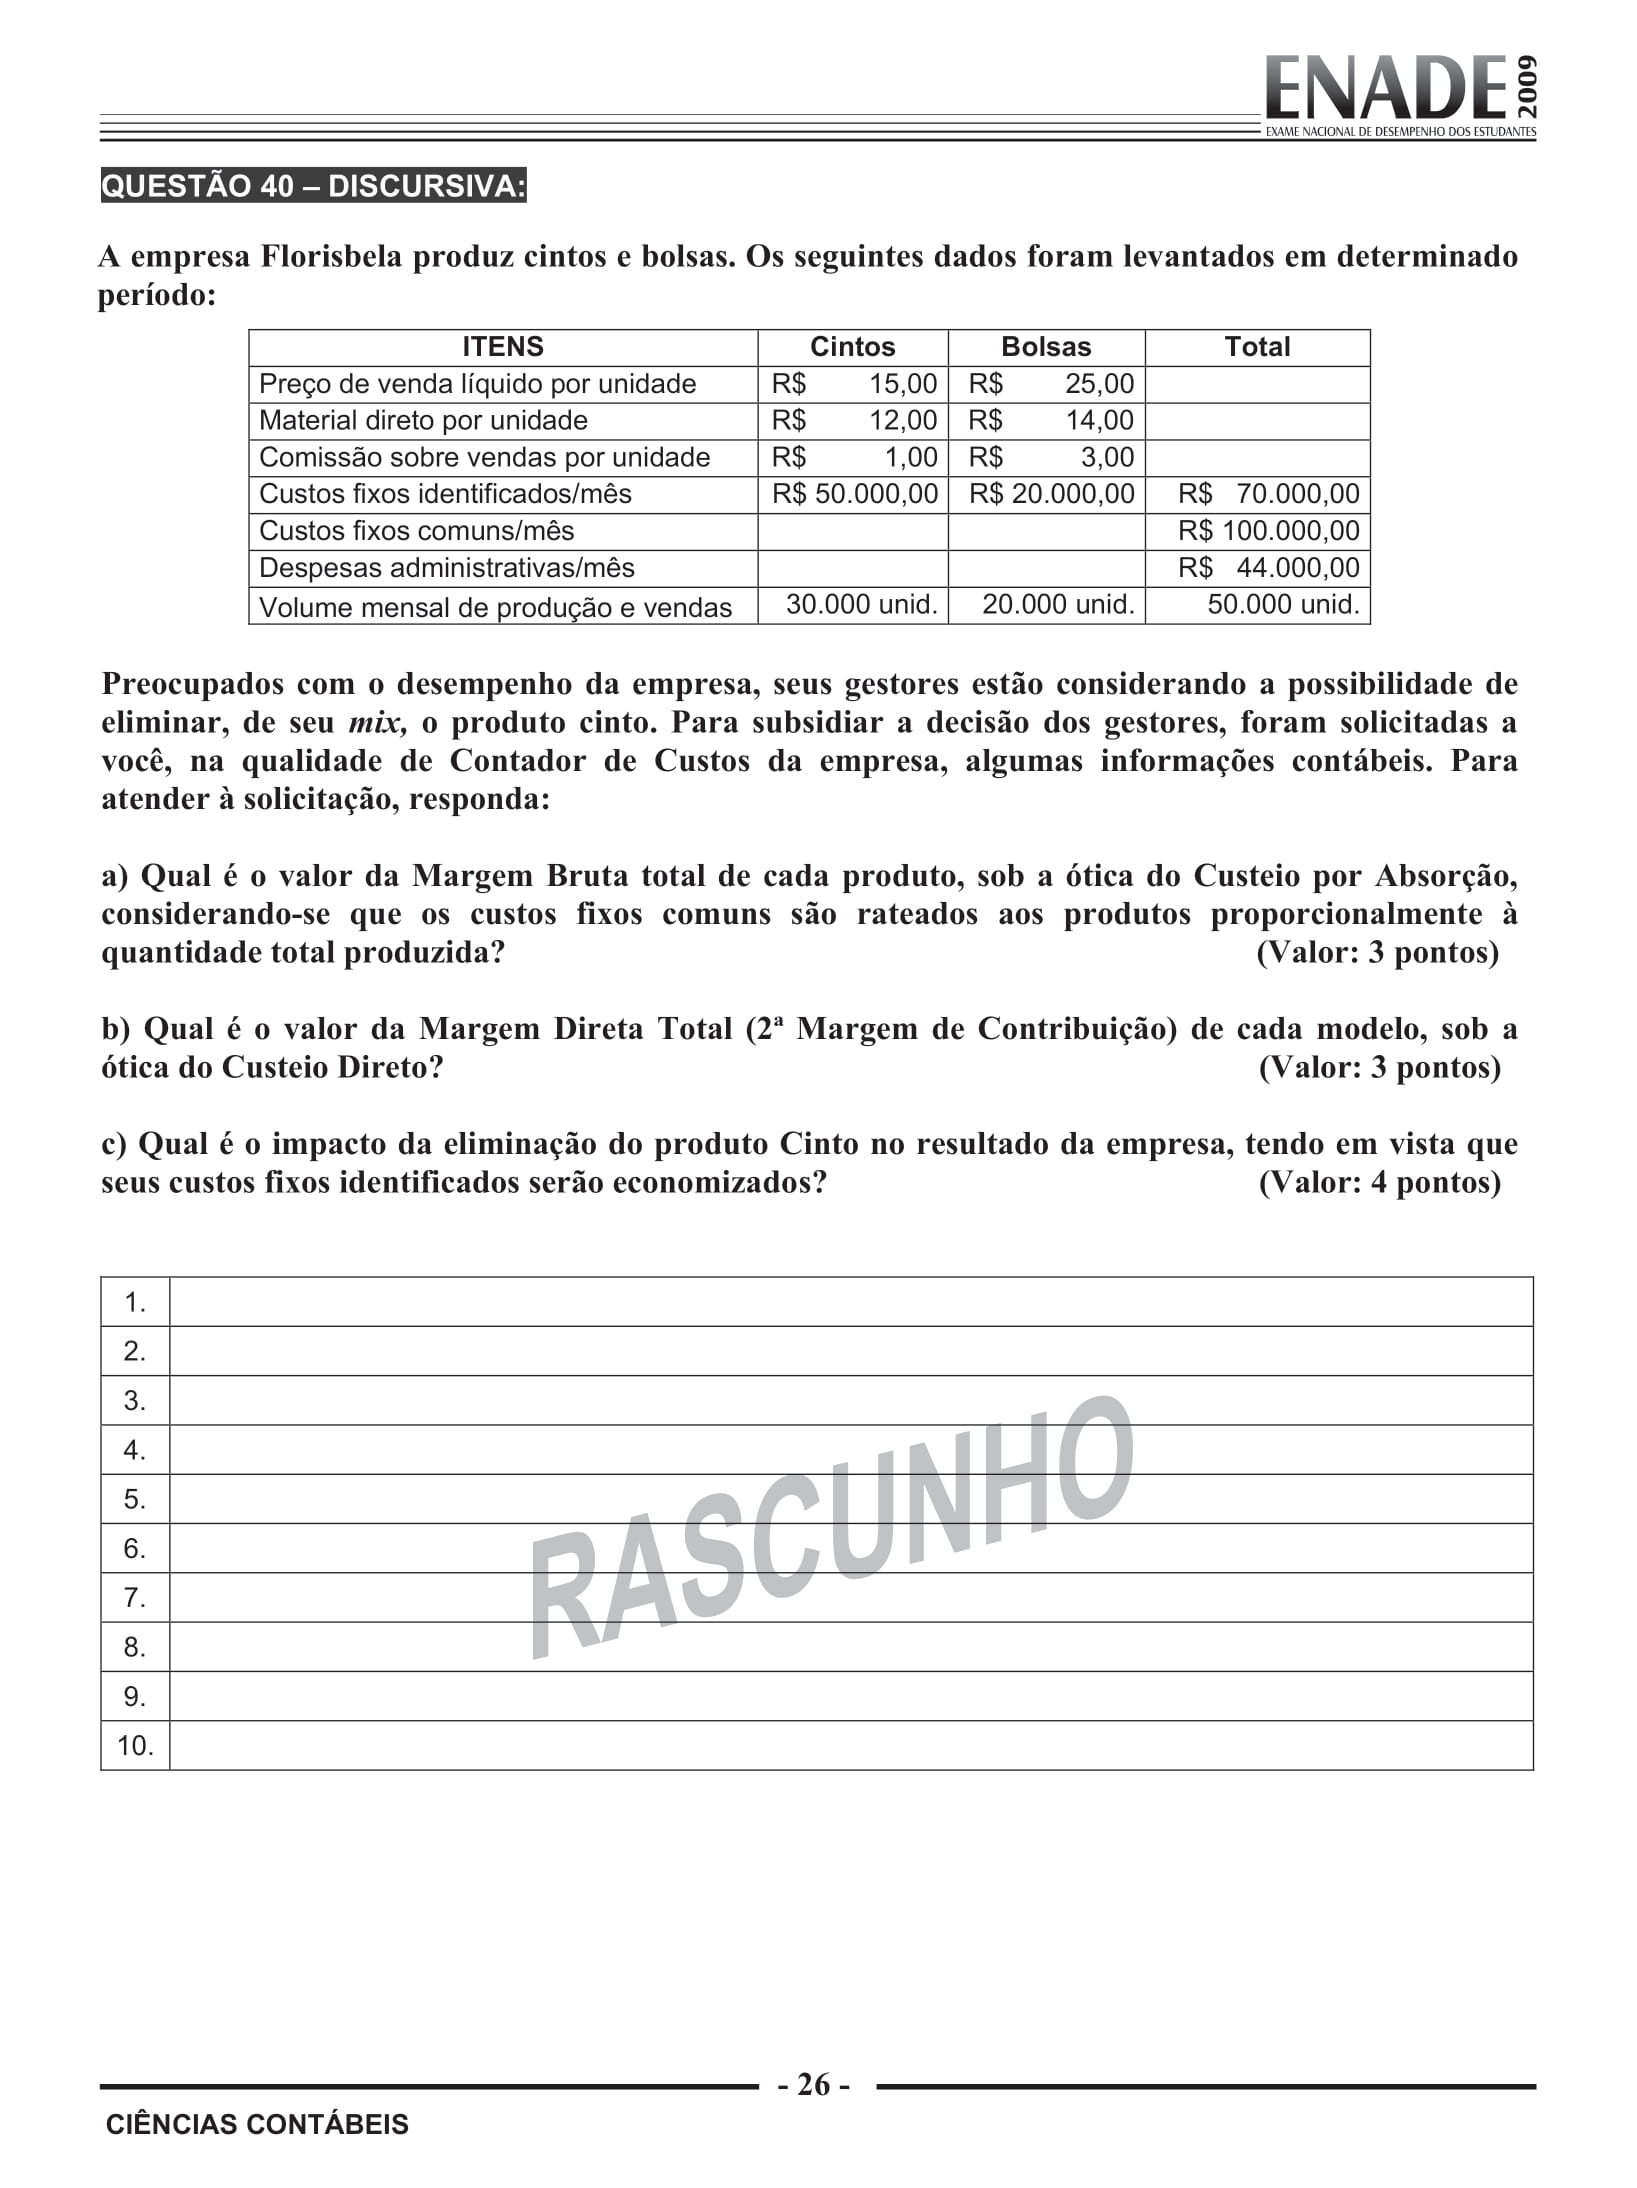 ENADE 2009
EXAME NACIONAL DE DESEMPENHO DOS ESTUDANTES
QUESTÃO 40 – DISCURSIVA:
A empresa Florisbela produz cintos e bolsas. Os seguintes dados foram levantados em determinado
período:
ITENS Cintos Bolsas Total
Preço de venda líquido por unidade R$ 15,00 R$ 25,00
Material direto por unidade R$ 12,00 R$ 14,00
Comissão sobre vendas por unidade R$ 1,00 R$ 3,00
Custos fixos identificados/mês R$ 50.000,00 R$ 20.000,00 R$ 70.000,00
Custos fixos comuns/mês R$ 100.000,00
Despesas administrativas/mês R$ 44.000,00
Volume mensal de produção e vendas 30.000 unid. 20.000 unid. 50.000 unid.
Preocupados com o desempenho da empresa, seus gestores estão considerando a possibilidade de
eliminar, de seu mix, o produto cinto. Para subsidiar a decisão dos gestores, foram solicitadas a
você, na qualidade de Contador de Custos da empresa, algumas informações contábeis. Para
atender à solicitação, responda:
a) Qual é o valor da Margem Bruta total de cada produto, sob a ótica do Custeio por Absorção,
considerando-se que os custos fixos comuns são rateados aos produtos proporcionalmente à
quantidade total produzida? (Valor: 3 pontos)
b) Qual é o valor da Margem Direta Total (2ª Margem de Contribuição) de cada modelo, sob a
ótica do Custeio Direto? (Valor: 3 pontos)
c) Qual é o impacto da eliminação do produto Cinto no resultado da empresa, tendo em vista que
seus custos fixos identificados serão economizados? (Valor: 4 pontos)
1.
2.
3.
4.
5.
6.
7.
8.
9.
10.
RASCUNHO
- 26 -
CIÊNCIAS CONTÁBEIS